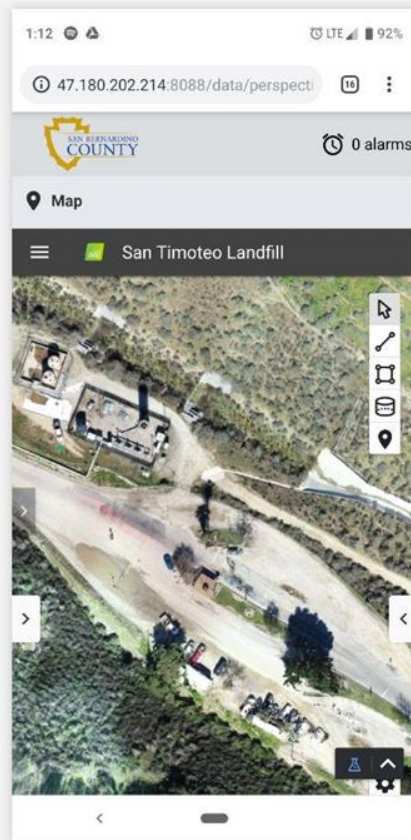 1:12 LTE 92%
47.180.202.214:8088/data/perspecti 16
SAN BERNARDINO
COUNTY
0 alarms
Map
San Timoteo Landfill